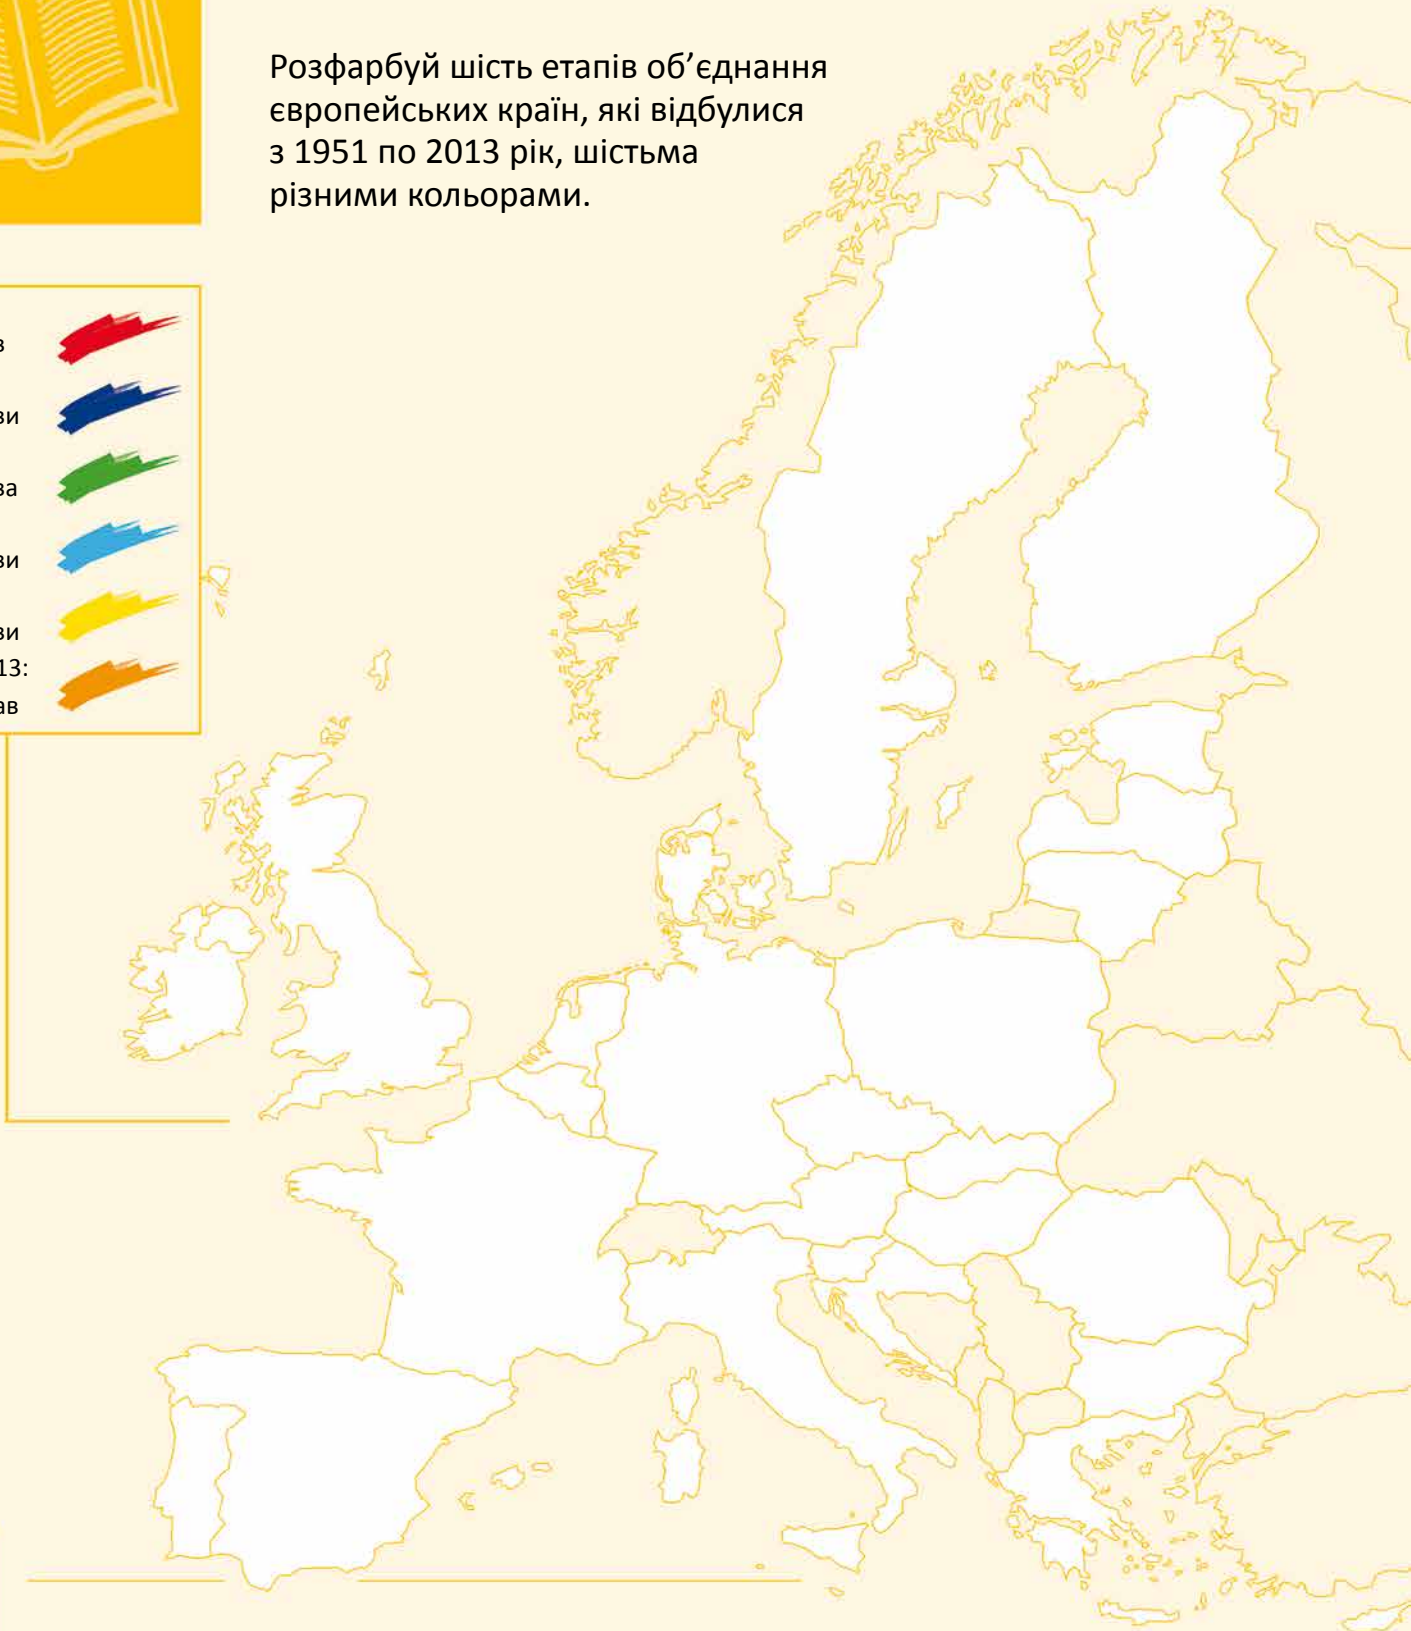 Розфарбуй шість етапів об’єднання
європейських країн, які відбулися
з 1951 по 2013 рік, шістьма
різними кольорами.